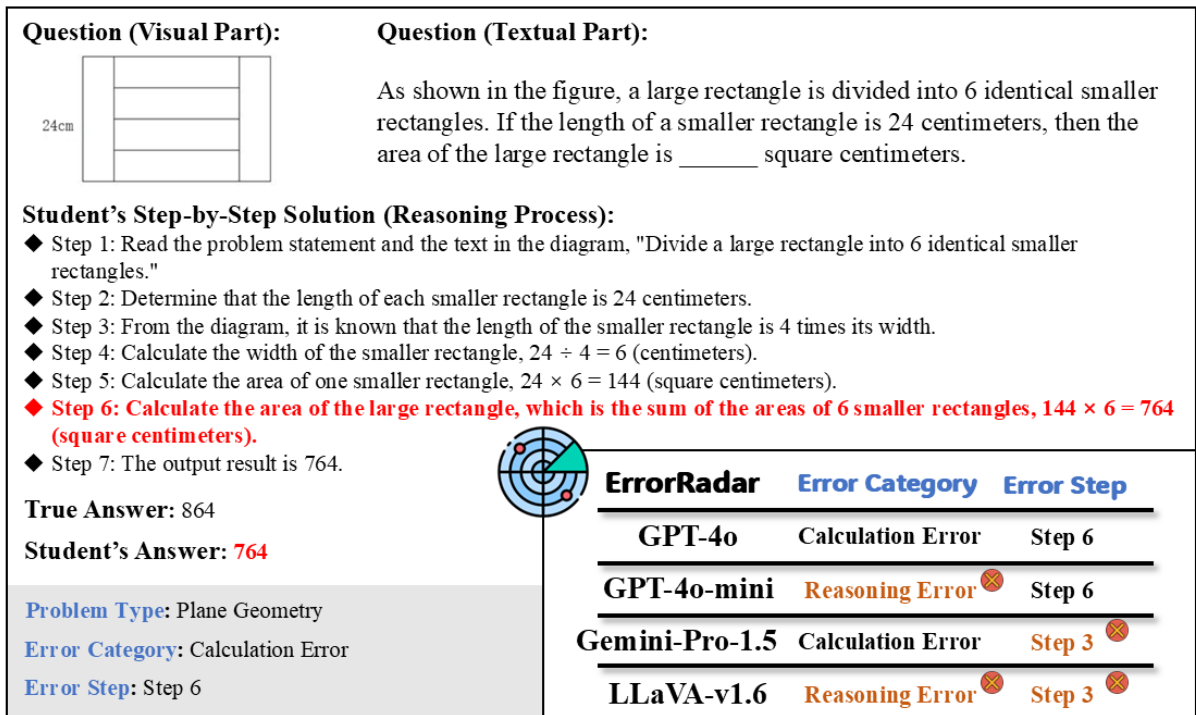 Question (Visual Part):
Question (Textual Part):
24cm
As shown in the figure, a large rectangle is divided into 6 identical smaller
rectangles. If the length of a smaller rectangle is 24 centimeters, then the
area of the large rectangle is ______ square centimeters.
Student's Step-by-Step Solution (Reasoning Process):
◆ Step 1: Read the problem statement and the text in the diagram, "Divide a large rectangle into 6 identical smaller
rectangles."
◆ Step 2: Determine that the length of each smaller rectangle is 24 centimeters.
◆ Step 3: From the diagram, it is known that the length of the smaller rectangle is 4 times its width.
◆ Step 4: Calculate the width of the smaller rectangle, 24 ÷ 4 = 6 (centimeters).
◆ Step 5: Calculate the area of one smaller rectangle, 24 × 6 = 144 (square centimeters).
◆ Step 6: Calculate the area of the large rectangle, which is the sum of the areas of 6 smaller rectangles, 144 × 6 = 764
(square centimeters).
◆ Step 7: The output result is 764.
True Answer: 864
Student's Answer: 764
Problem Type: Plane Geometry
Error Category: Calculation Error
Error Step: Step 6
ErrorRadar Error Category Error Step
GPT-4o Calculation Error Step 6
GPT-4o-mini Reasoning Error Step 6
Gemini-Pro-1.5 Calculation Error Step 3
LLaVA-v1.6 Reasoning Error Step 3